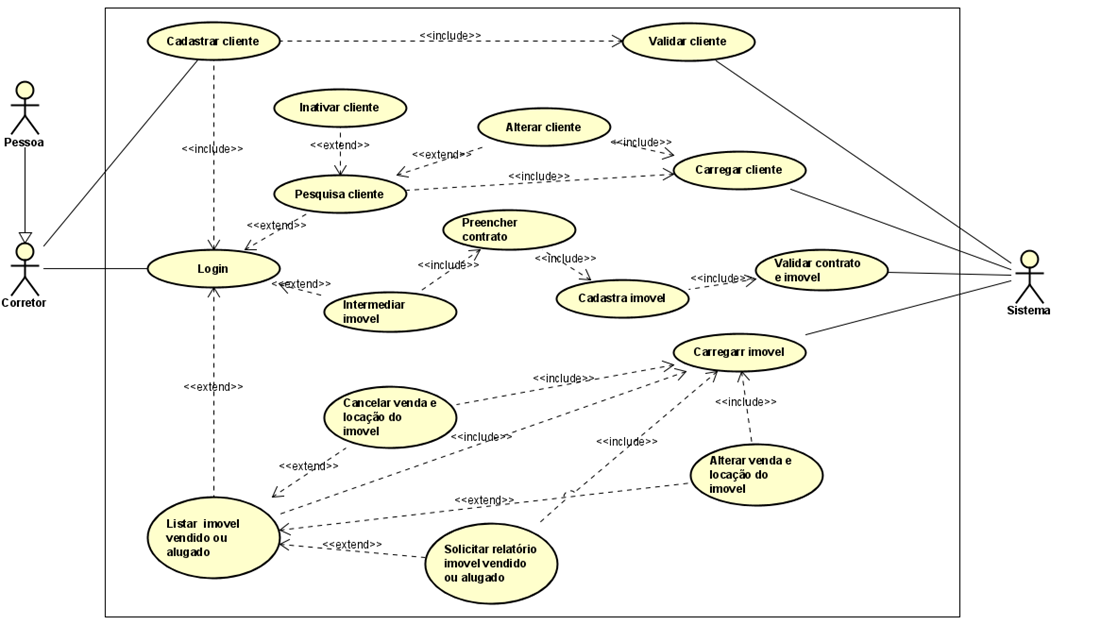 Cadastrar cliente
<<include>>
Validar cliente
Pessoa
Inativar cliente
Alterar cliente
<<include>>
<<extend>>
<<extend>>
<<include>>
Carregar cliente
<<include>>
Pesquisa cliente
<<extend>>
Preencher
contrato
Login
<<include>>
<<include>>
Validar contrato
e imovel
<<extend>>
<<include>>
Corretor
Intermediar
imovel
Cadastra imovel
Sistema
Carregarr imovel
<<extend>>
<<include>>
Cancelar venda e
locação do
imovel
<<include>>
<<include>>
<<include>>
<<extend>>
Alterar venda e
locação do
imovel
<<extend>>
Listar imovel
vendido ou
alugado
<<extend>>
Solicitar relatório
imovel vendido
ou alugado